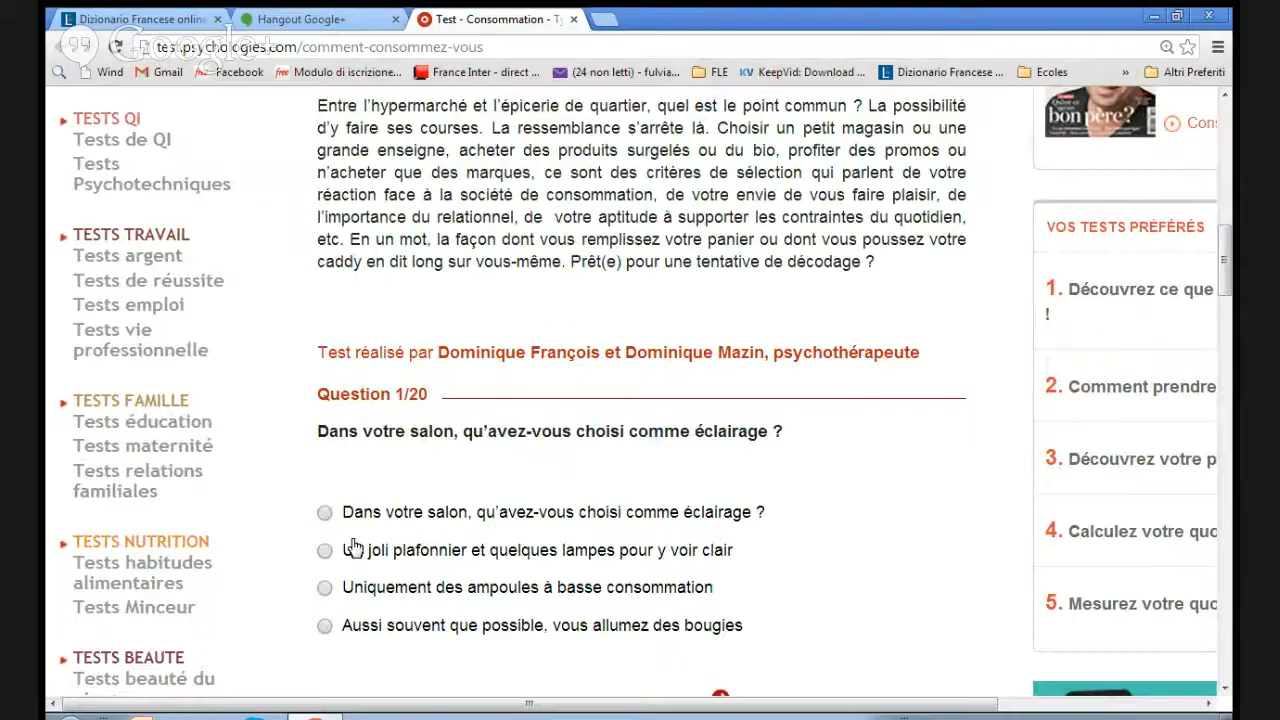 Dizionario Francese online
Hangout Google+
Test - Consommation - T
Google+
test.psychologies.com/comment-consommez-vous
Wind
Gmail
Facebook
Modulo di iscrizione...
France Inter - direct ...
(24 non letti) - fulvia...
FLE
KeepVid: Download ...
Dizionario Francese ...
Ecoles
»
Altri Preferiti
TESTS QI
Tests de QI
Tests
Psychotechniques
TESTS TRAVAIL
Tests argent
Tests de réussite
Tests emploi
Tests vie
professionnelle
TESTS FAMILLE
Tests éducation
Tests maternité
Tests relations
familiales
TESTS NUTRITION
Tests habitudes
alimentaires
Tests Minceur
TESTS BEAUTE
Tests beauté du
Entre l'hypermarché et l'épicerie de quartier, quel est le point commun ? La possibilité
d'y faire ses courses. La ressemblance s'arrête là. Choisir un petit magasin ou une
grande enseigne, acheter des produits surgelés ou du bio, profiter des promos ou
n'acheter que des marques, ce sont des critères de sélection qui parlent de votre
réaction face à la société de consommation, de votre envie de vous faire plaisir, de
l'importance du relationnel, de votre aptitude à supporter les contraintes du quotidien,
etc. En un mot, la façon dont vous remplissez votre panier ou dont vous poussez votre
caddy en dit long sur vous-même. Prêt(e) pour une tentative de décodage ?
Test réalisé par Dominique François et Dominique Mazin, psychothérapeute
Question 1/20
Dans votre salon, qu'avez-vous choisi comme éclairage ?
Dans votre salon, qu'avez-vous choisi comme éclairage ?
joli plafonnier et quelques lampes pour y voir clair
Uniquement des ampoules à basse consommation
Aussi souvent que possible, vous allumez des bougies
bon père?
Cons
VOS TESTS PRÉFÉRÉS
1. Découvrez ce que
!
2. Comment prendre
3. Découvrez votre p
4. Calculez votre quo
5. Mesurez votre quo